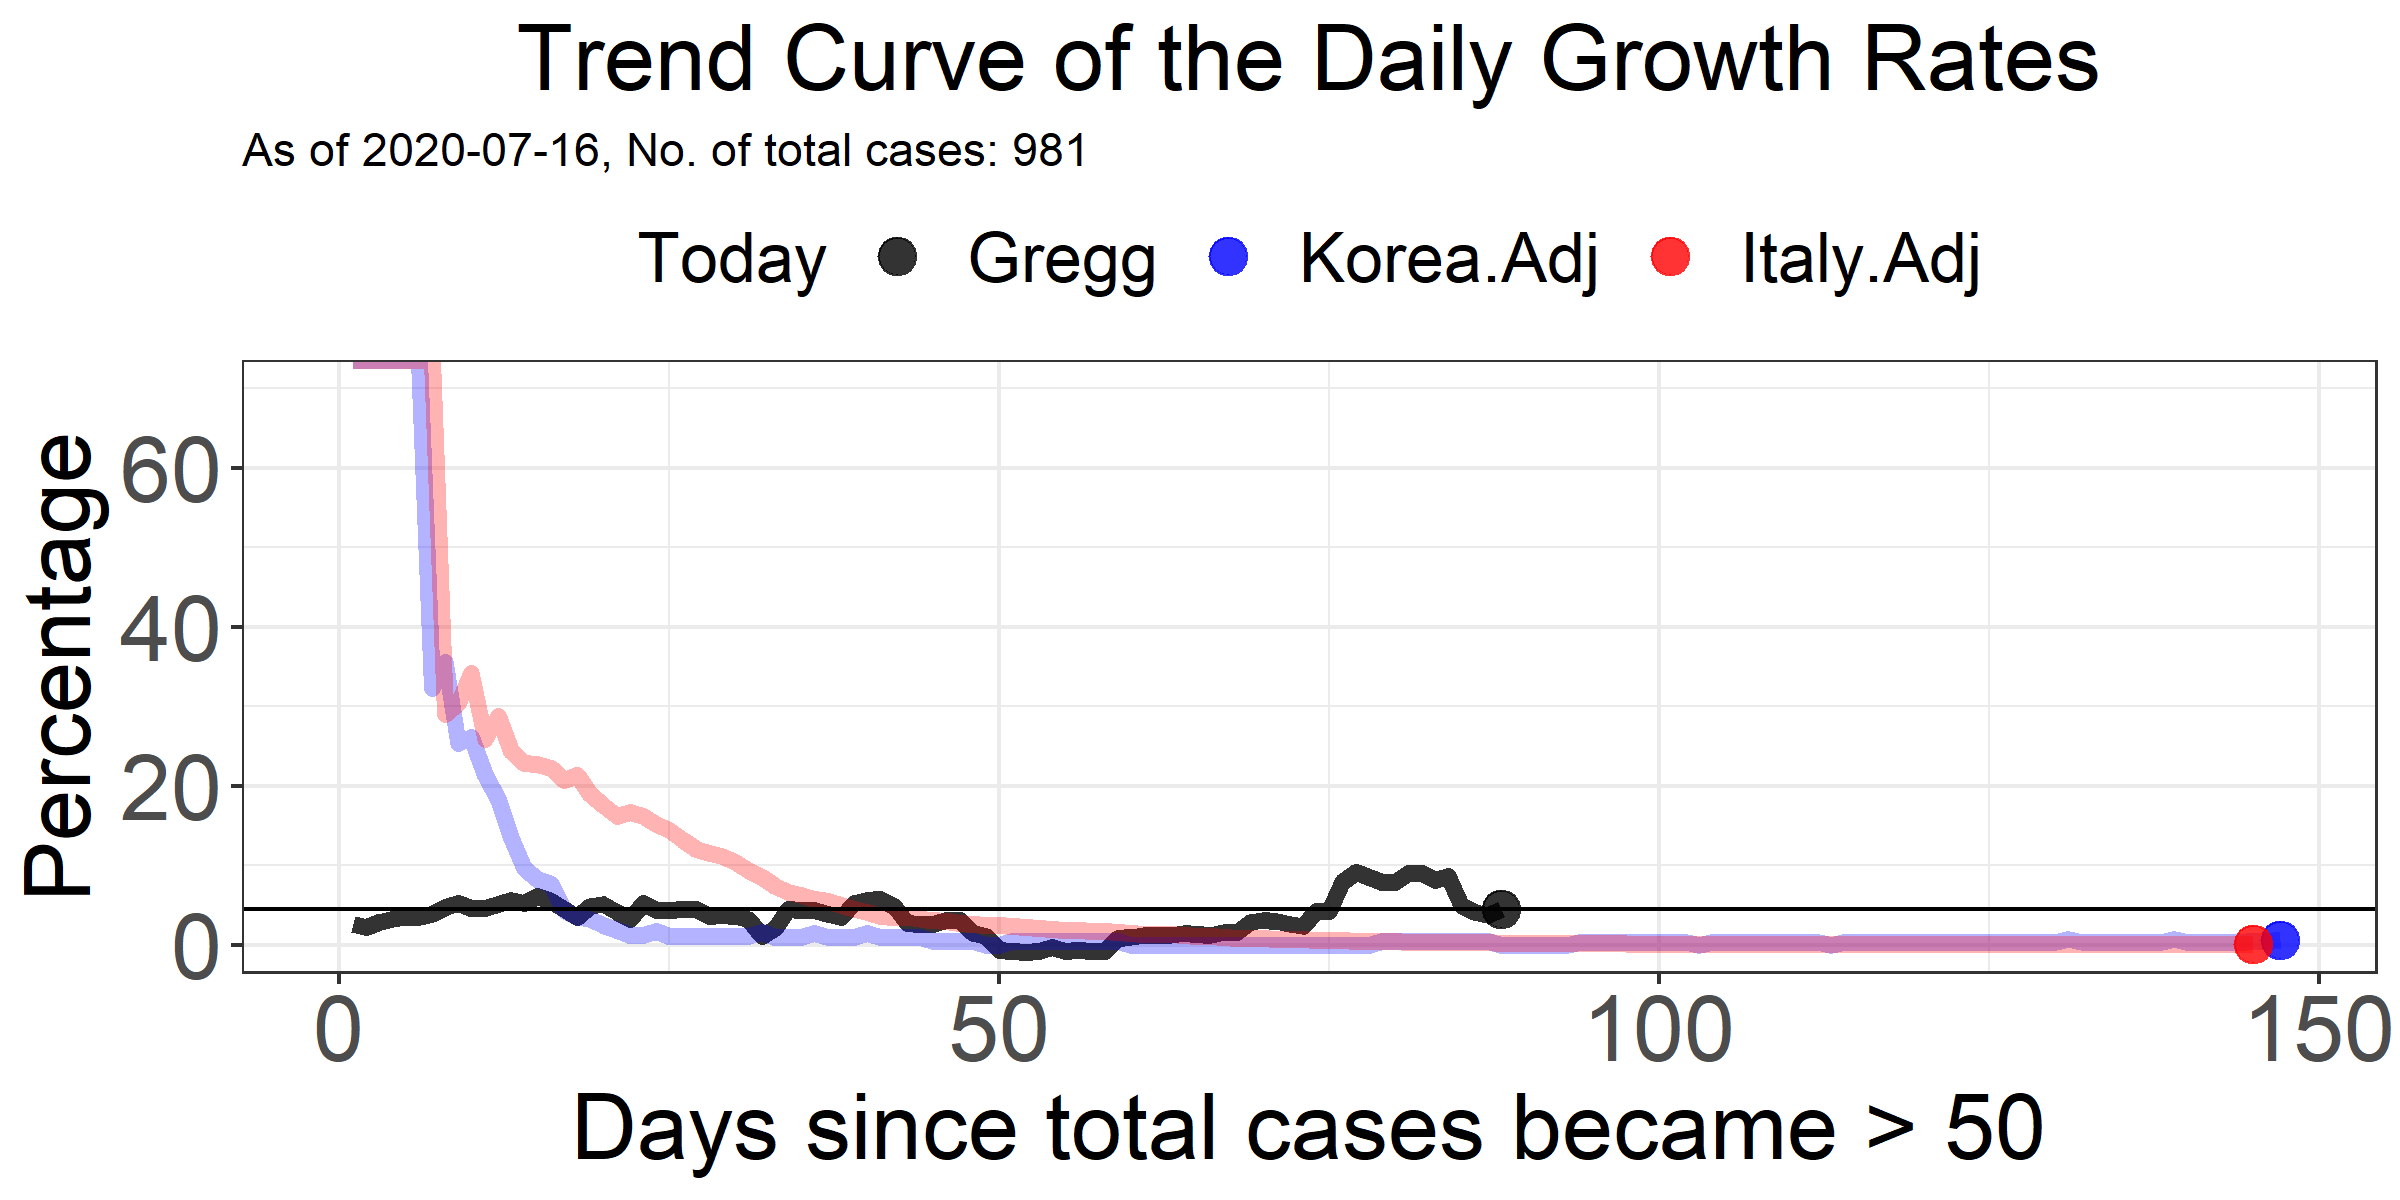 Trend Curve of the Daily Growth Rates
As of 2020-07-16, No. of total cases: 981
Today Gregg Korea.Adj Italy.Adj
Percentage
60
40
20
0
0 50 100 150
Days since total cases became > 50